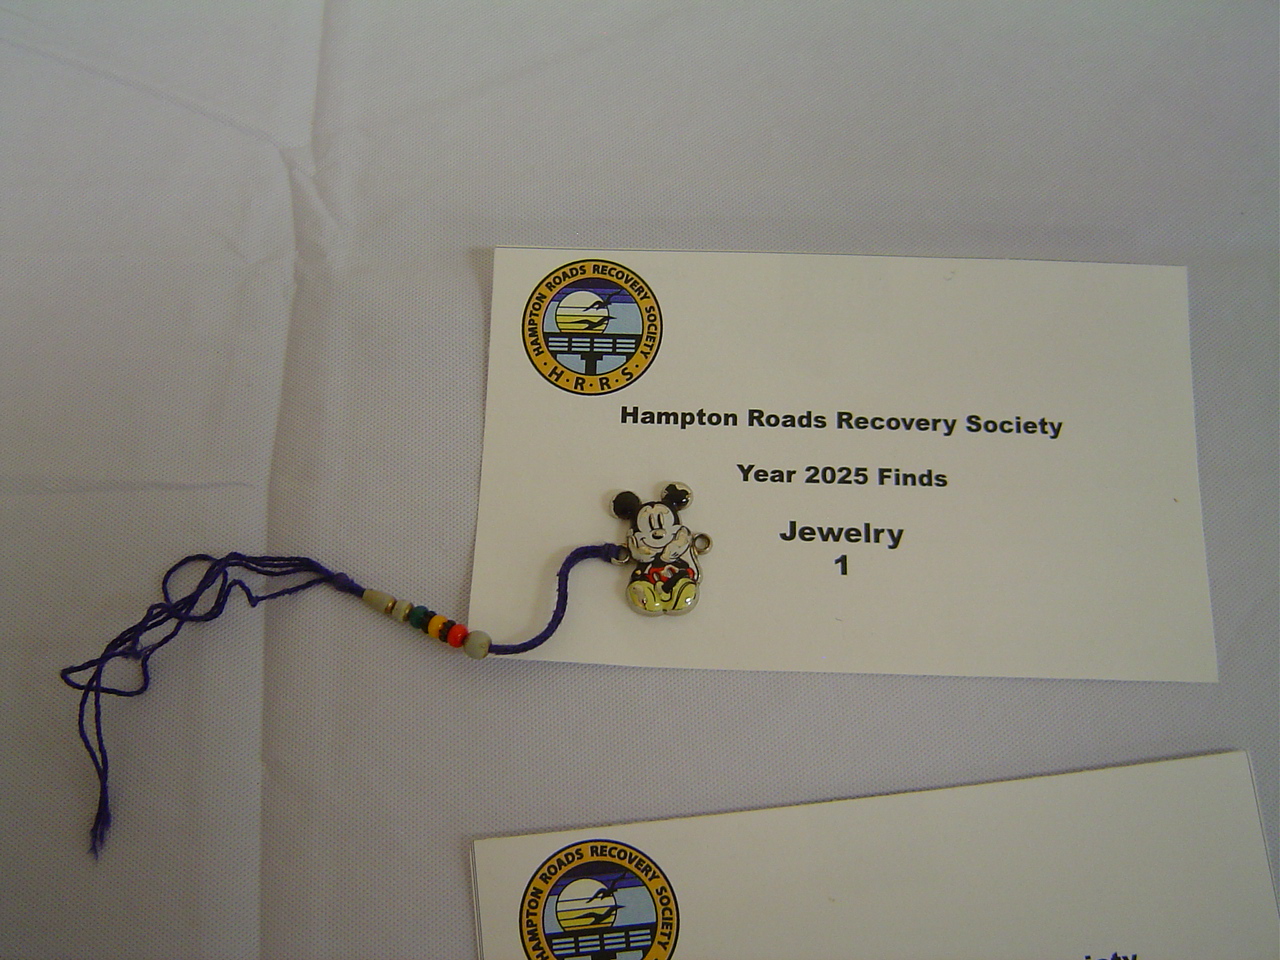 HAMPTON ROADS RECOVERY SOCIETY
· H · R · R · S ·
Hampton Roads Recovery Society
Year 2025 Finds
Jewelry
1
HAMPTON ROADS RECOVERY SOCIETY